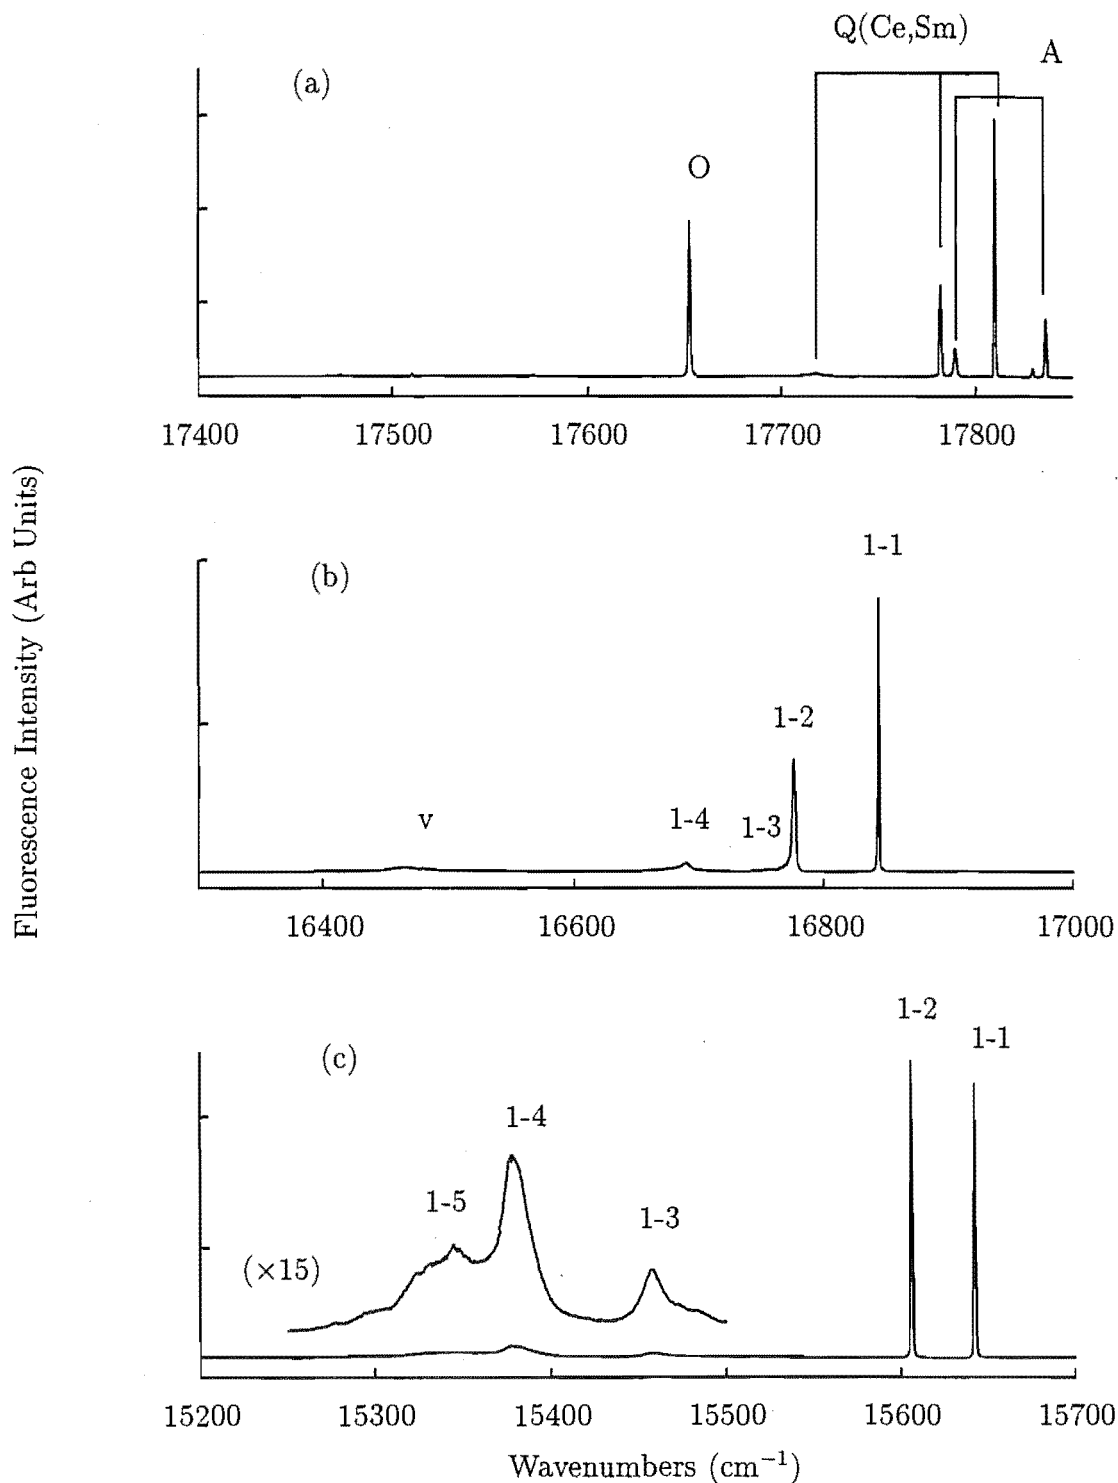 Q(Ce,Sm)
A
(a)
O
17400 17500 17600 17700 17800
Fluorescence Intensity (Arb Units)
1-1
(b)
1-2
v 1-4 1-3
16400 16600 16800 17000
1-2
1-1
(c)
1-4
1-5
1-3
(×15)
15200 15300 15400 15500 15600 15700
Wavenumbers (cm⁻¹)